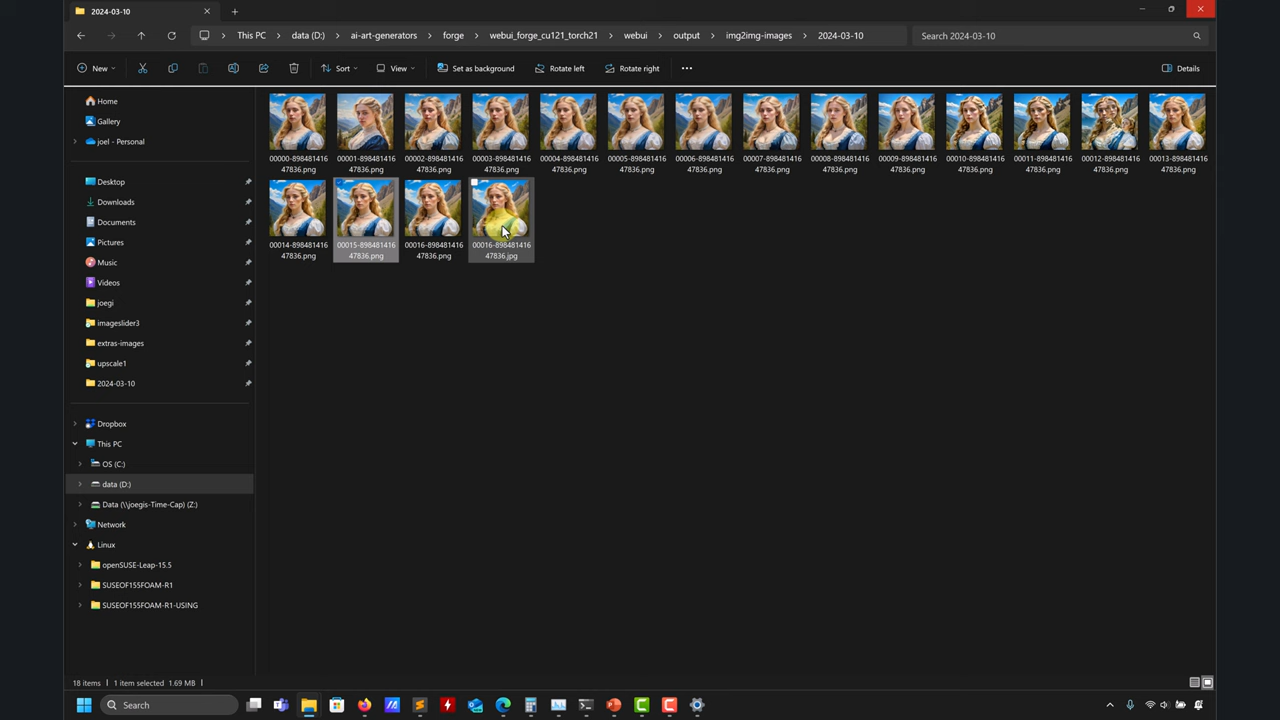 2024-03-10
This PC > data (D:) > ai-art-generators > forge > webui_forge_cu121_torch21 > webui > output > img2img-images > 2024-03-10
Search 2024-03-10
New
Sort
View
Set as background
Rotate left
Rotate right
Details
Home
Gallery
joel - Personal
Desktop
Downloads
Documents
Pictures
Music
Videos
joegi
imageslider3
extras-images
upscale1
2024-03-10
Dropbox
This PC
OS (C:)
data (D:)
Data (\\joegis-Time-Cap) (Z:)
Network
Linux
openSUSE-Leap-15.5
SUSEOF155FOAM-R1
SUSEOF155FOAM-R1-USING
00000-898481416 00001-898481416 00002-898481416 00003-898481416 00004-898481416 00005-898481416 00006-898481416 00007-898481416 00008-898481416 00009-898481416 00010-898481416 00011-898481416 00012-898481416 00013-898481416
47836.png 47836.png 47836.png 47836.png 47836.png 47836.png 47836.png 47836.png 47836.png 47836.png 47836.png 47836.png 47836.png 47836.png
00014-898481416 00015-898481416 00016-898481416 00016-898481416
47836.png 47836.png 47836.png 47836.jpg
18 items 1 item selected 1.69 MB
Search